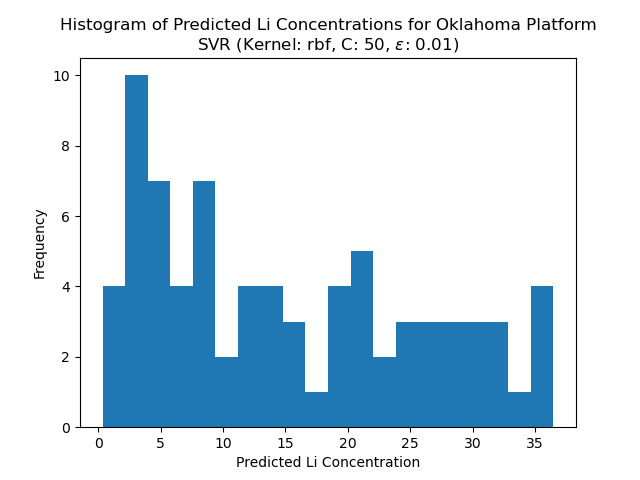 Histogram of Predicted Li Concentrations for Oklahoma Platform
SVR (Kernel: rbf, C: 50, ε: 0.01)
10
8
6
4
2
0
Frequency
0 5 10 15 20 25 30 35
Predicted Li Concentration